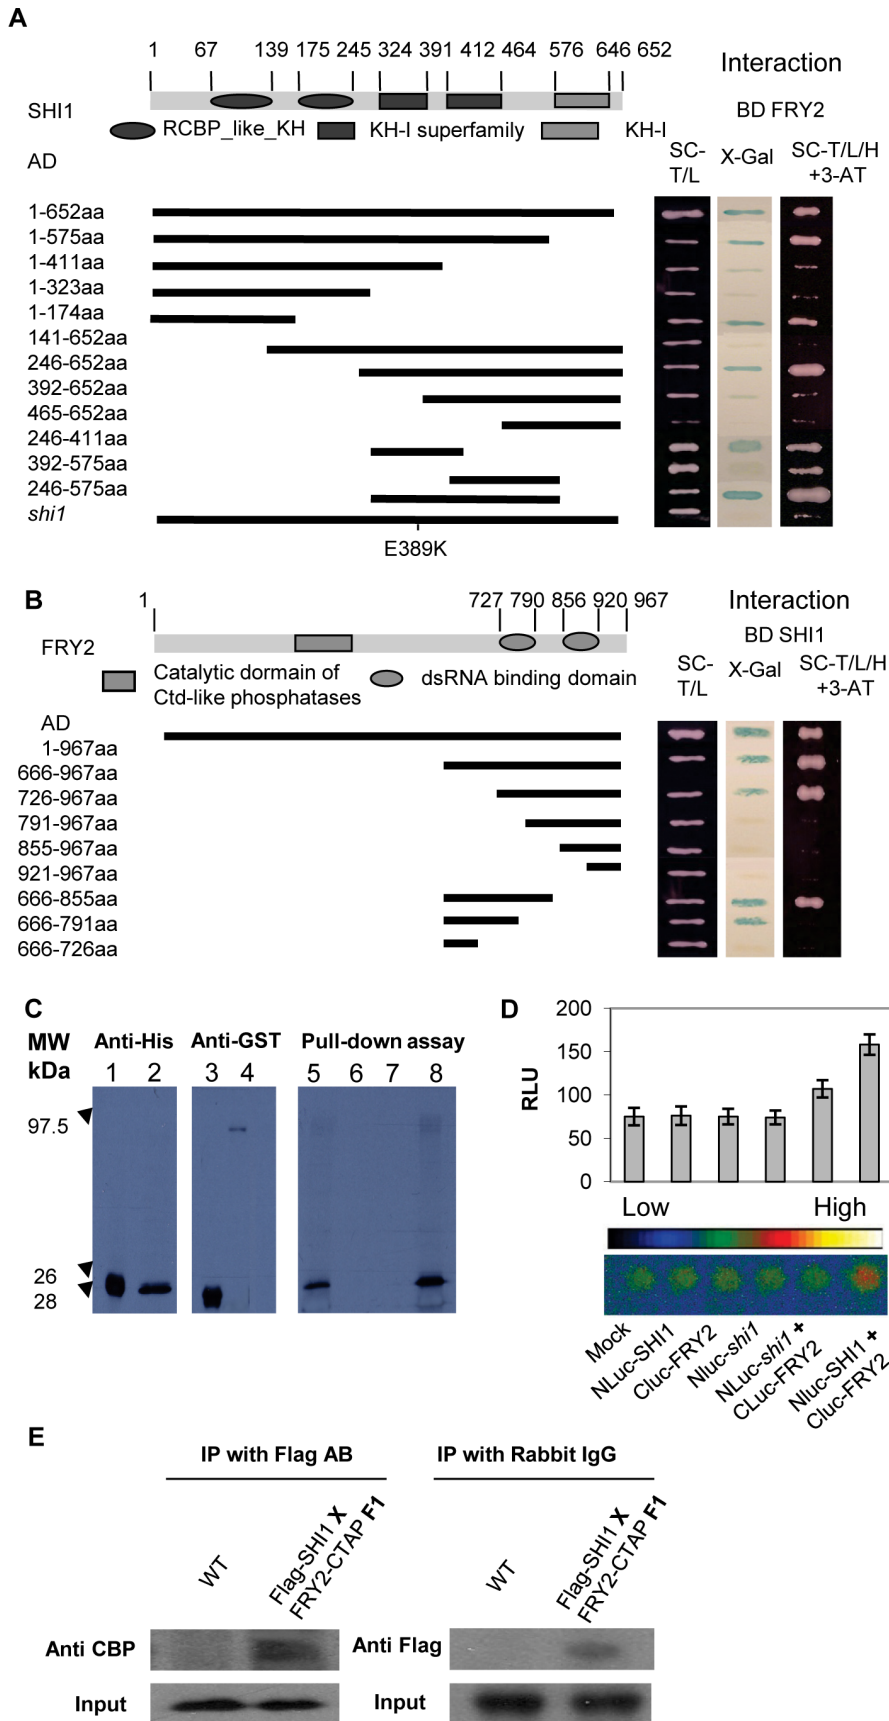 A
1 67 139 175 245 324 391 412 464 576 646 652
Interaction
SHI1
BD FRY2
RCBP_like_KH KH-I superfamily KH-I
AD
SC-T/L X-Gal SC-T/L/H +3-AT
1-652aa
1-575aa
1-411aa
1-323aa
1-174aa
141-652aa
246-652aa
392-652aa
465-652aa
246-411aa
392-575aa
246-575aa
shi1
E389K
B
1 727 790 856 920 967
Interaction
FRY2
BD SHI1
Catalytic dormain of
Ctd-like phosphatases
dsRNA binding domain
SC-T/L X-Gal SC-T/L/H +3-AT
AD
1-967aa
666-967aa
726-967aa
791-967aa
855-967aa
921-967aa
666-855aa
666-791aa
666-726aa
C
MW
kDa
Anti-His Anti-GST Pull-down assay
1 2 3 4 5 6 7 8
97.5
26
28
D
RLU
200
150
100
50
0
Low High
Mock
NLuc-SHI1
Cluc-FRY2
Nluc-shi1
NLuc-shi1 +
CLuc-FRY2
Nluc-SHI1 +
Cluc-FRY2
E
IP with Flag AB
IP with Rabbit IgG
WT
Flag-SHI1 X
FRY2-CTAP F1
WT
Flag-SHI1 X
FRY2-CTAP F1
Anti CBP
Anti Flag
Input
Input